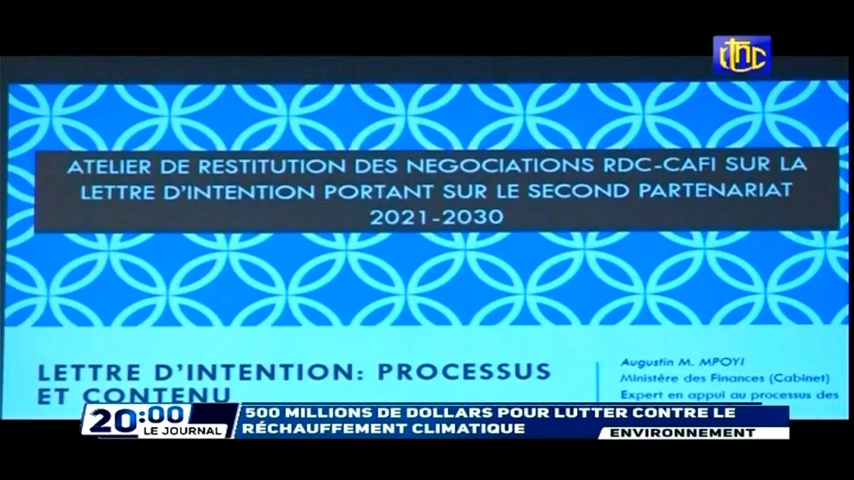 rtnc
ATELIER DE RESTITUTION DES NEGOCIATIONS RDC-CAFI SUR LA
LETTRE D'INTENTION PORTANT SUR LE SECOND PARTENARIAT
2021-2030
LETTRE D'INTENTION: PROCESSUS
ET CONTENU
Augustin M. MPOYI
Ministère des Finances (Cabinet)
Expert en appui au processus des
20:00
LE JOURNAL
500 MILLIONS DE DOLLARS POUR LUTTER CONTRE LE
RÉCHAUFFEMENT CLIMATIQUE
ENVIRONNEMENT